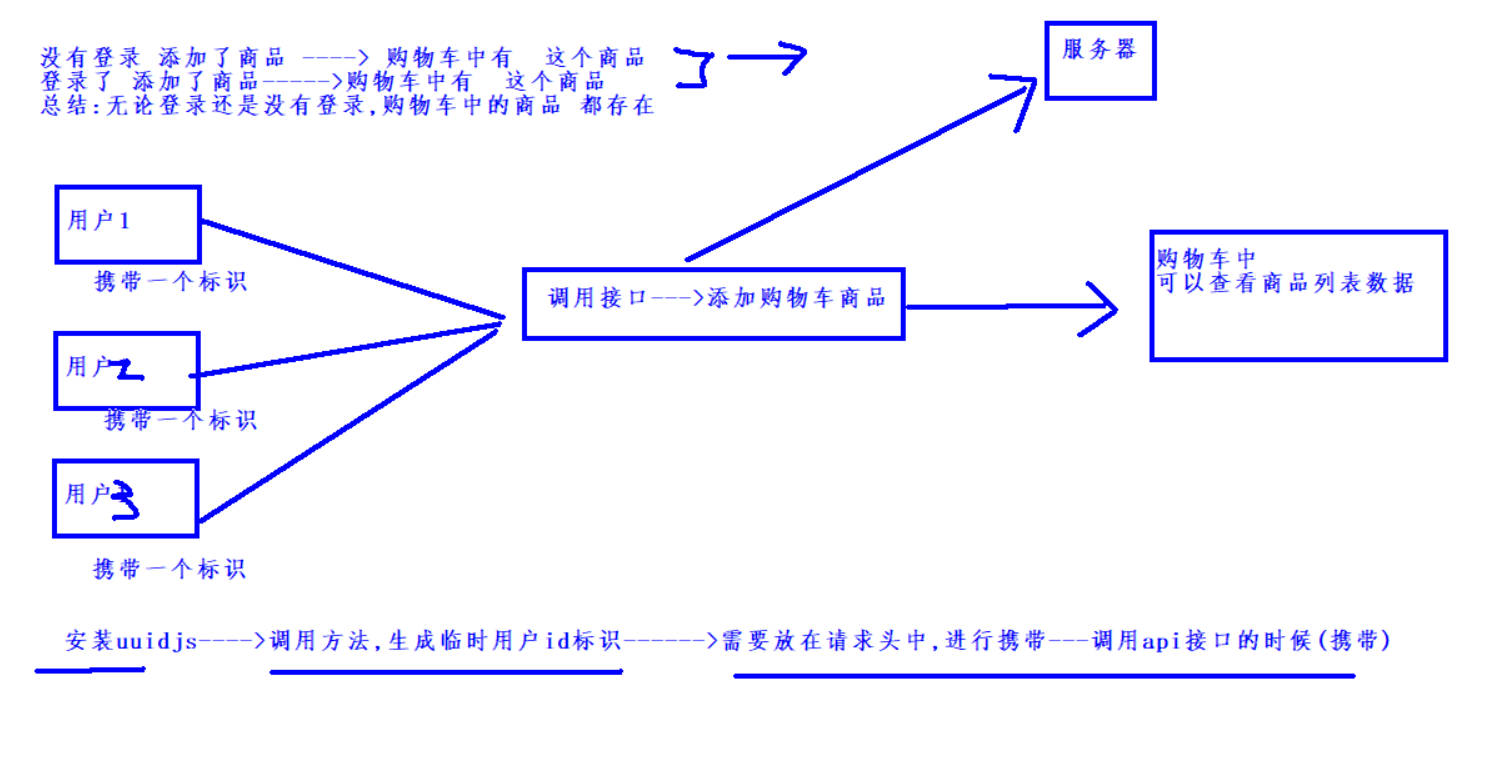 没有登录 添加了商品 ----> 购物车中有 这个商品
登录了 添加了商品----->购物车中有 这个商品
总结:无论登录还是没有登录,购物车中的商品 都存在
服务器
用户1
携带一个标识
调用接口--->添加购物车商品
购物车中
可以查看商品列表数据
用户2
携带一个标识
用户3
携带一个标识
安装uuidjs---->调用方法,生成临时用户id标识------>需要放在请求头中,进行携带---调用api接口的时候(携带)